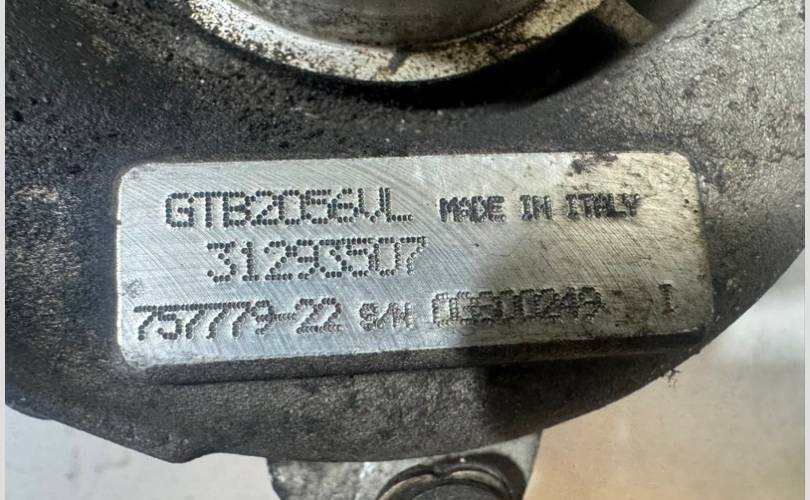 GTB2056VL MADE IN ITALY
31293507
757779-22 S/N I